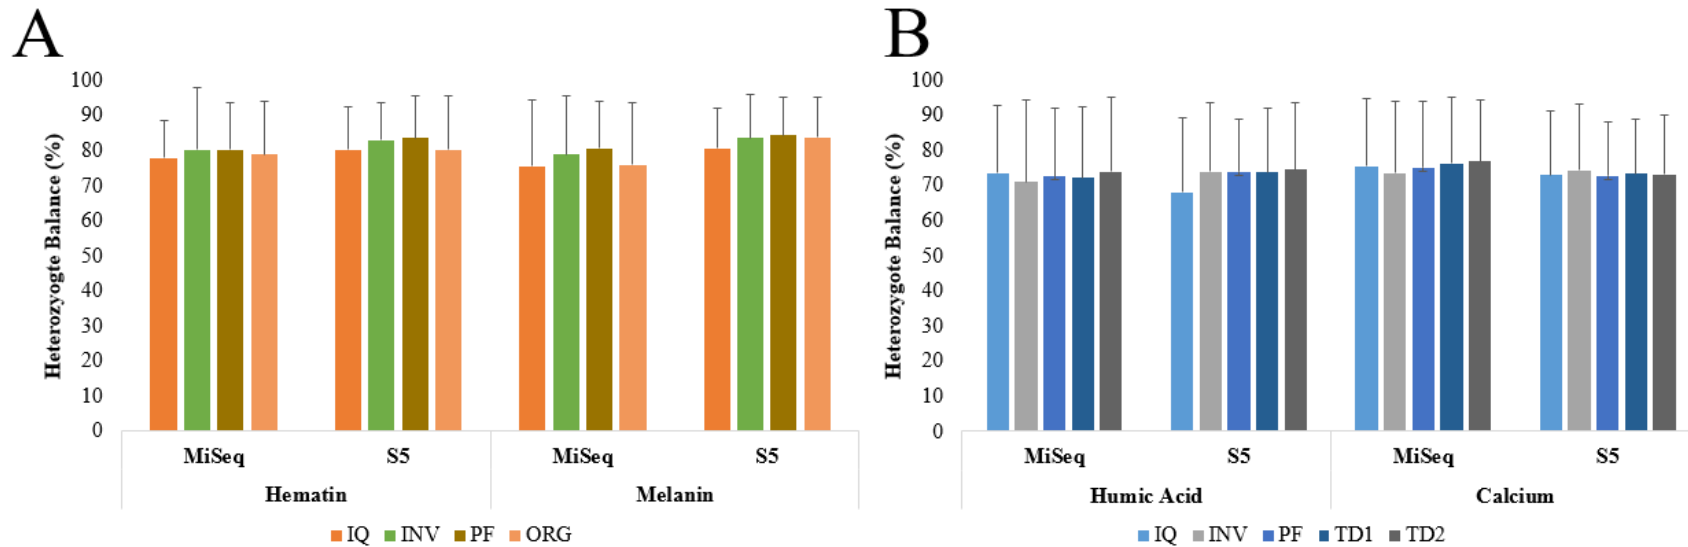 A
Heterozyogte Balance (%)
100
90
80
70
60
50
40
30
20
10
0
MiSeq S5 MiSeq S5
Hematin Melanin
IQ INV PF ORG
B
Heterozygote Balance (%)
100
90
80
70
60
50
40
30
20
10
0
MiSeq S5 MiSeq S5
Humic Acid Calcium
IQ INV PF TD1 TD2